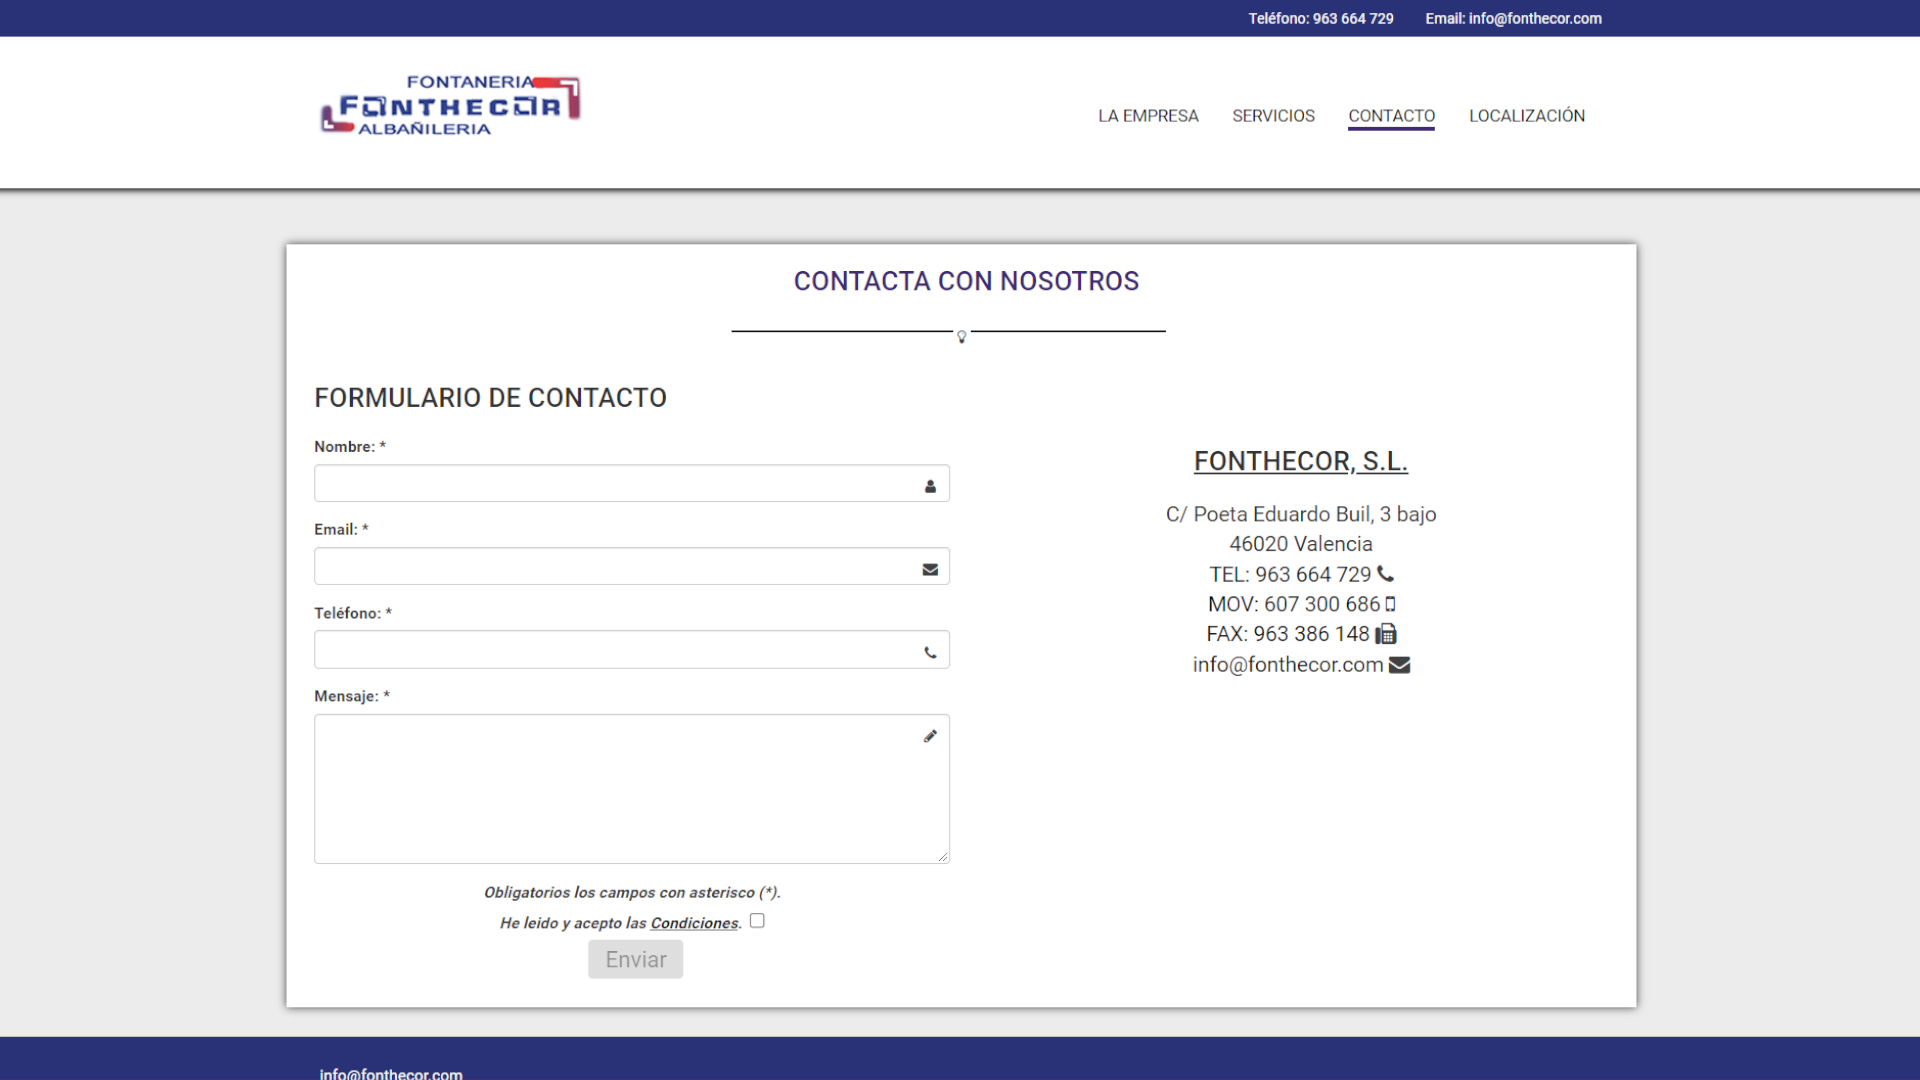 Teléfono: 963 664 729 Email: info@fonthecor.com
FONTANERIA
FONTHECOR
ALBAÑILERIA
LA EMPRESA SERVICIOS CONTACTO LOCALIZACIÓN
CONTACTA CON NOSOTROS
FORMULARIO DE CONTACTO
Nombre: *
Email: *
Teléfono: *
Mensaje: *
Obligatorios los campos con asterisco (*).
He leido y acepto las Condiciones.
Enviar
FONTHECOR, S.L.
C/ Poeta Eduardo Buil, 3 bajo
46020 Valencia
TEL: 963 664 729
MOV: 607 300 686
FAX: 963 386 148
info@fonthecor.com
info@fonthecor.com